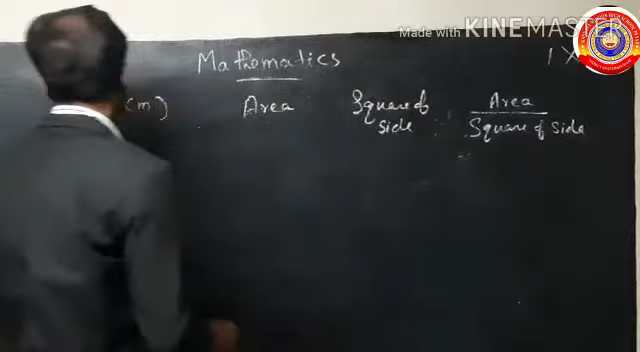 Made with KINEMASTER
Mathematics IX
(m) Area Square of side Area
Square of side